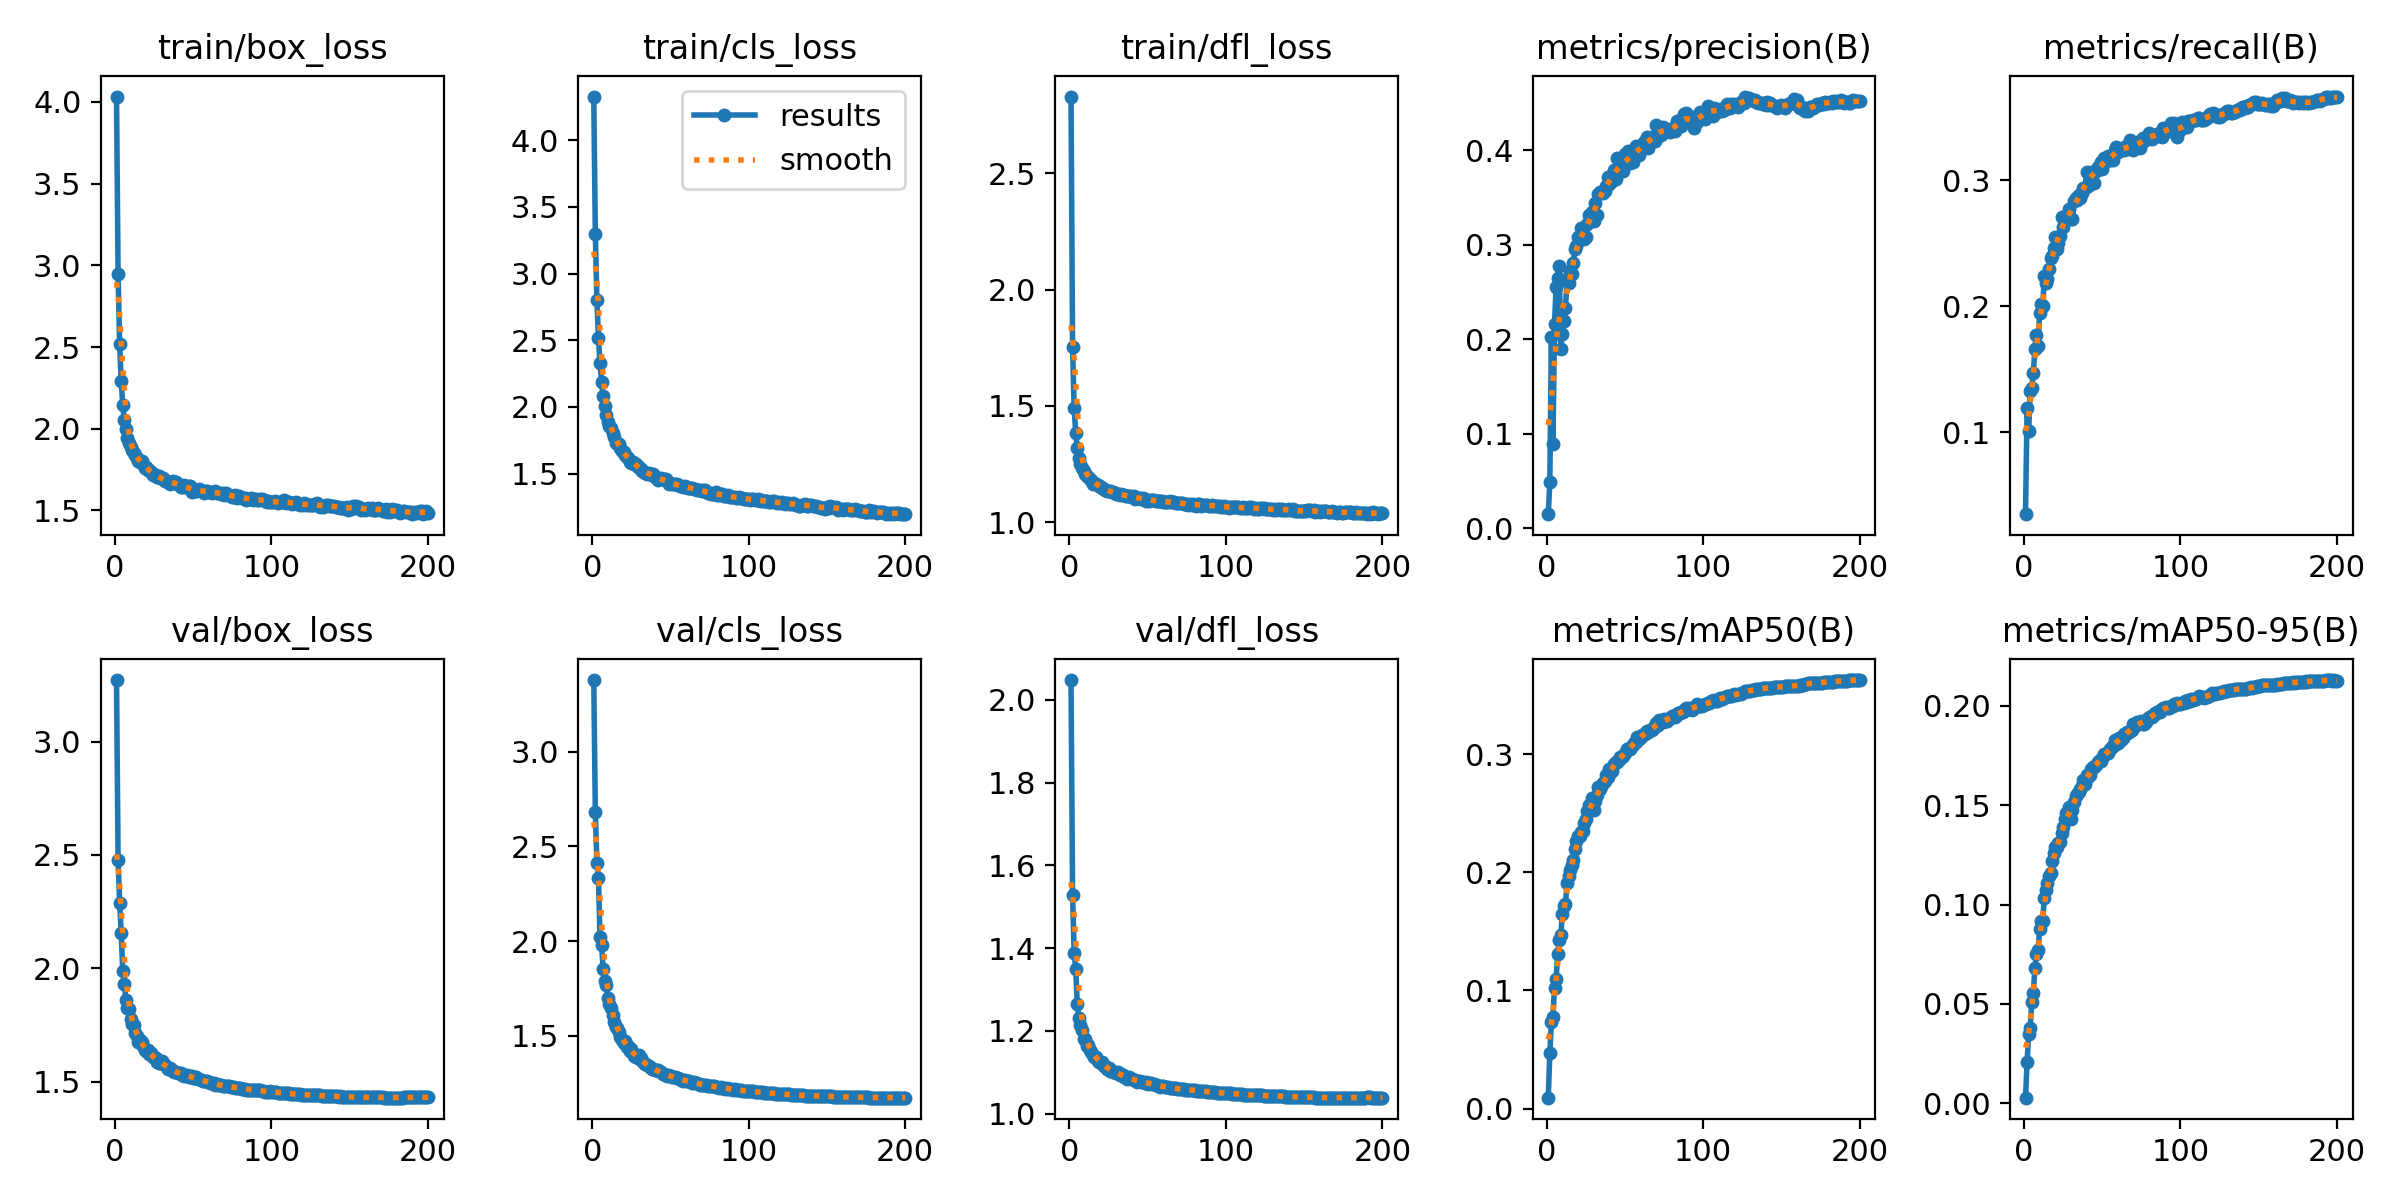 train/box_loss
train/cls_loss
train/dfl_loss
metrics/precision(B)
metrics/recall(B)
4.0
3.5
3.0
2.5
2.0
1.5
0 100 200
results
smooth
4.0
3.5
3.0
2.5
2.0
1.5
0 100 200
2.5
2.0
1.5
1.0
0 100 200
0.4
0.3
0.2
0.1
0.0
0 100 200
0.3
0.2
0.1
0 100 200
val/box_loss
val/cls_loss
val/dfl_loss
metrics/mAP50(B)
metrics/mAP50-95(B)
3.0
2.5
2.0
1.5
0 100 200
3.0
2.5
2.0
1.5
0 100 200
2.0
1.8
1.6
1.4
1.2
1.0
0 100 200
0.3
0.2
0.1
0.0
0 100 200
0.20
0.15
0.10
0.05
0.00
0 100 200